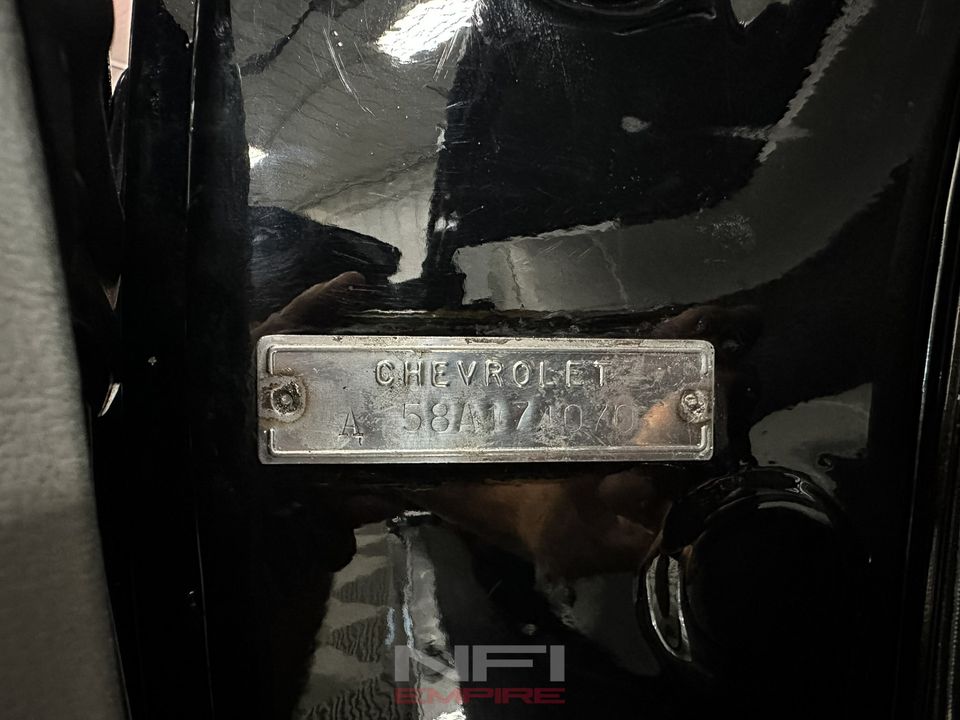 CHEVROLET
A 58A174070
NFI
EMPIRE